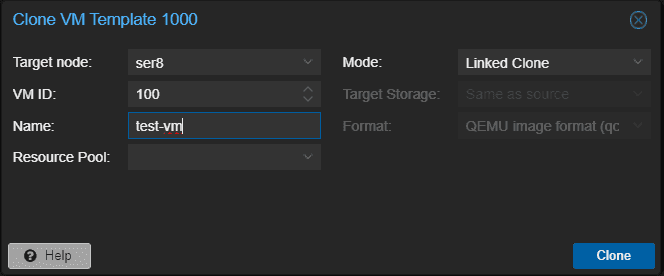 Clone VM Template 1000
Target node: ser8 Mode: Linked Clone
VM ID: 100 Target Storage: Same as source
Name: test-vm Format: QEMU image format (qc
Resource Pool:
Help Clone